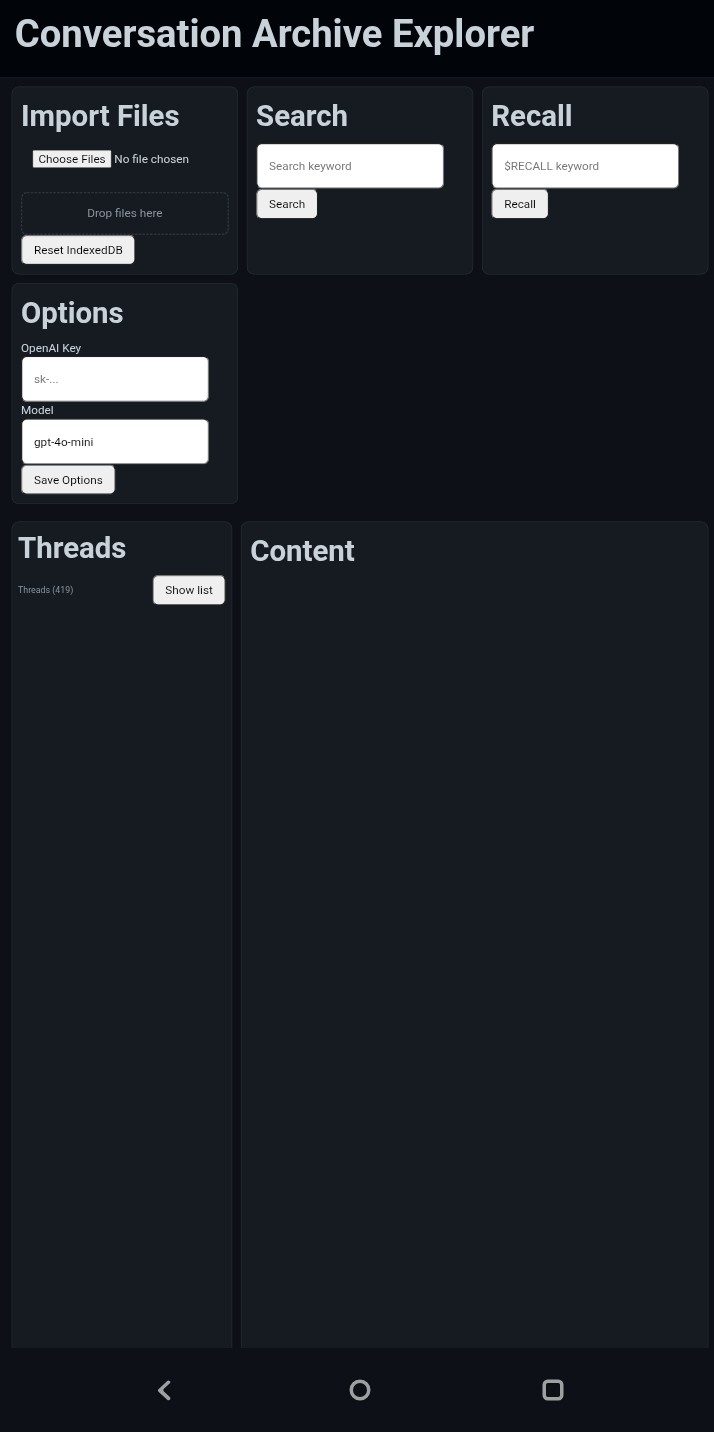 Conversation Archive Explorer
Import Files
Choose Files No file chosen
Drop files here
Reset IndexedDB
Search
Search keyword
Search
Recall
$RECALL keyword
Recall
Options
OpenAI Key
sk-...
Model
gpt-4o-mini
Save Options
Threads
Threads (419)
Show list
Content